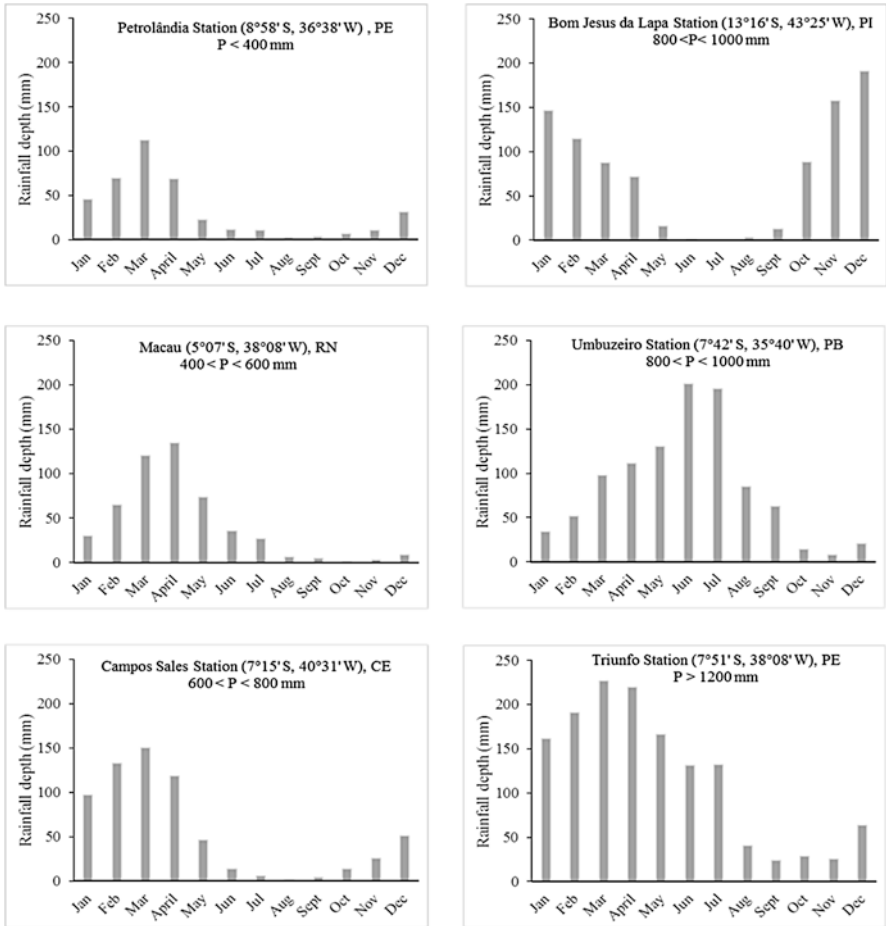 Petrolândia Station (8°58' S, 36°38' W) , PE
P < 400 mm
Rainfall depth (mm)
250
200
150
100
50
0
Jan Feb Mar April May Jun Jul Aug Sept Oct Nov Dec
Bom Jesus da Lapa Station (13°16' S, 43°25' W), PI
800 <P< 1000 mm
Rainfall depth (mm)
250
200
150
100
50
0
Jan Feb Mar April May Jun Jul Aug Sept Oct Nov Dec
Macau (5°07' S, 38°08' W), RN
400 < P < 600 mm
Rainfall depth (mm)
250
200
150
100
50
0
Jan Feb Mar April May Jun Jul Aug Sept Oct Nov Dec
Umbuzeiro Station (7°42' S, 35°40' W), PB
800 < P < 1000 mm
Rainfall depth (mm)
250
200
150
100
50
0
Jan Feb Mar April May Jun Jul Aug Sept Oct Nov Dec
Campos Sales Station (7°15' S, 40°31' W), CE
600 < P < 800 mm
Rainfall depth (mm)
250
200
150
100
50
0
Jan Feb Mar April May Jun Jul Aug Sept Oct Nov Dec
Triunfo Station (7°51' S, 38°08' W), PE
P > 1200 mm
Rainfall depth (mm)
250
200
150
100
50
0
Jan Feb Mar April May Jun Jul Aug Sept Oct Nov Dec